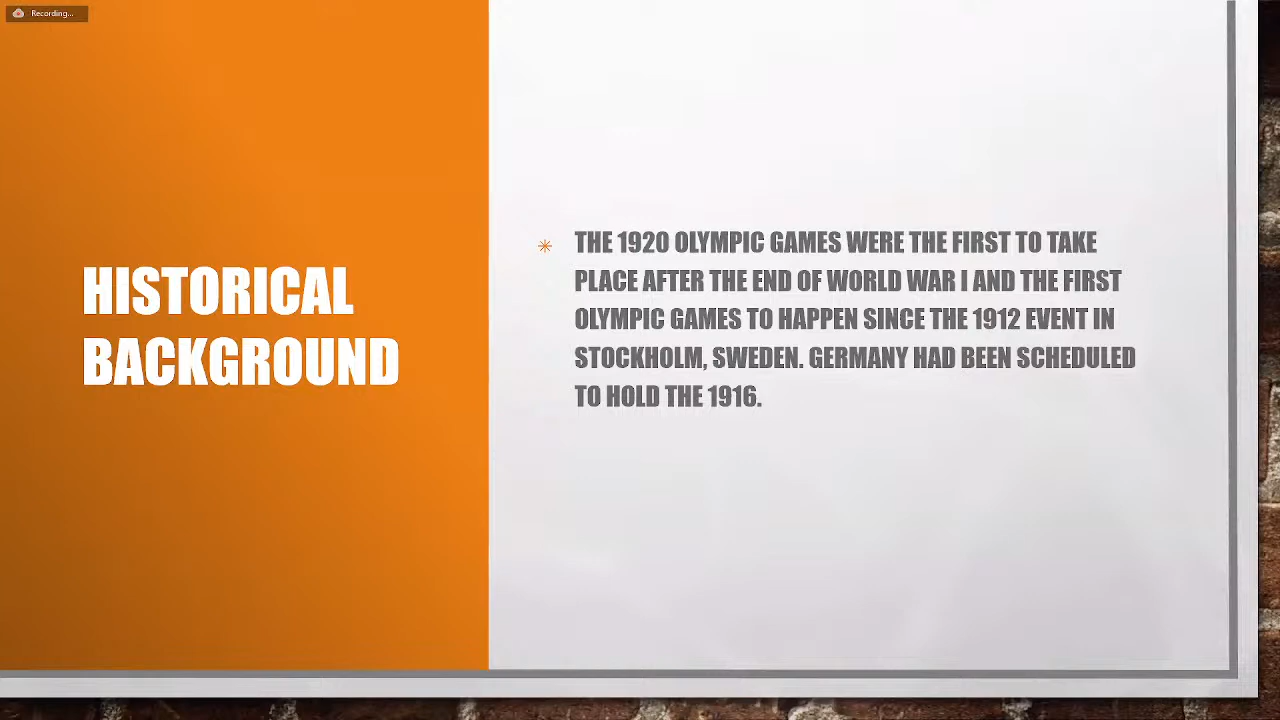 Recording...
HISTORICAL
BACKGROUND
THE 1920 OLYMPIC GAMES WERE THE FIRST TO TAKE
PLACE AFTER THE END OF WORLD WAR I AND THE FIRST
OLYMPIC GAMES TO HAPPEN SINCE THE 1912 EVENT IN
STOCKHOLM, SWEDEN. GERMANY HAD BEEN SCHEDULED
TO HOLD THE 1916.